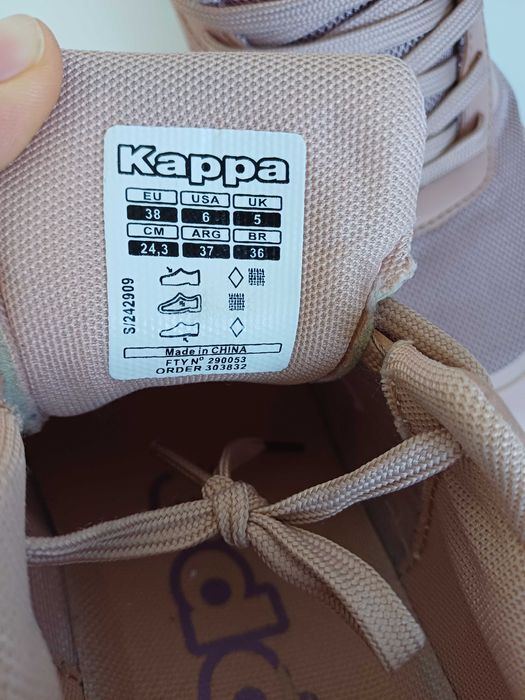 Kappa
EU USA UK
38 6 5
CM ARG BR
24,3 37 36
S/242909
Made in CHINA
FTY Nº 290053
ORDER 303832